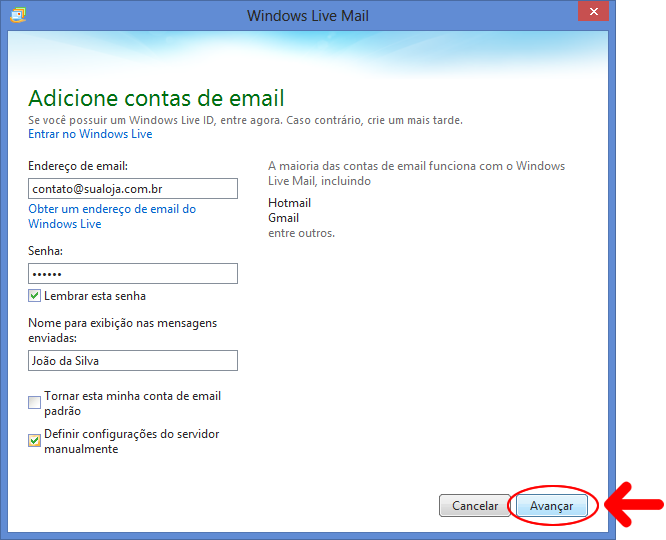 Windows Live Mail
Adicione contas de email
Se você possuir um Windows Live ID, entre agora. Caso contrário, crie um mais tarde.
Entrar no Windows Live
Endereço de email:
contato@sualoja.com.br
Obter um endereço de email do
Windows Live
Senha:
••••••
Lembrar esta senha
Nome para exibição nas mensagens
enviadas:
João da Silva
Tornar esta minha conta de email
padrão
Definir configurações do servidor
manualmente
A maioria das contas de email funciona com o Windows
Live Mail, incluindo
Hotmail
Gmail
entre outros.
Cancelar
Avançar